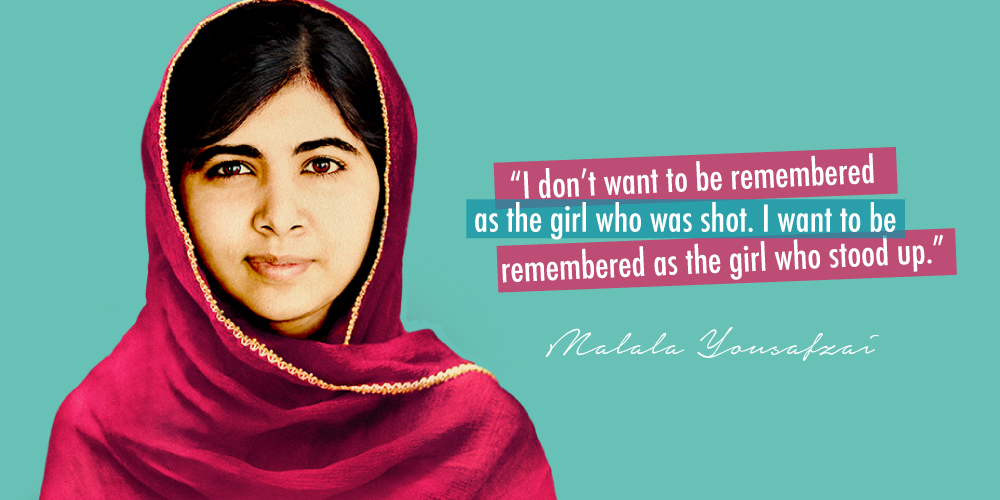 “I don’t want to be remembered
as the girl who was shot. I want to be
remembered as the girl who stood up.”
Malala Yousafzai